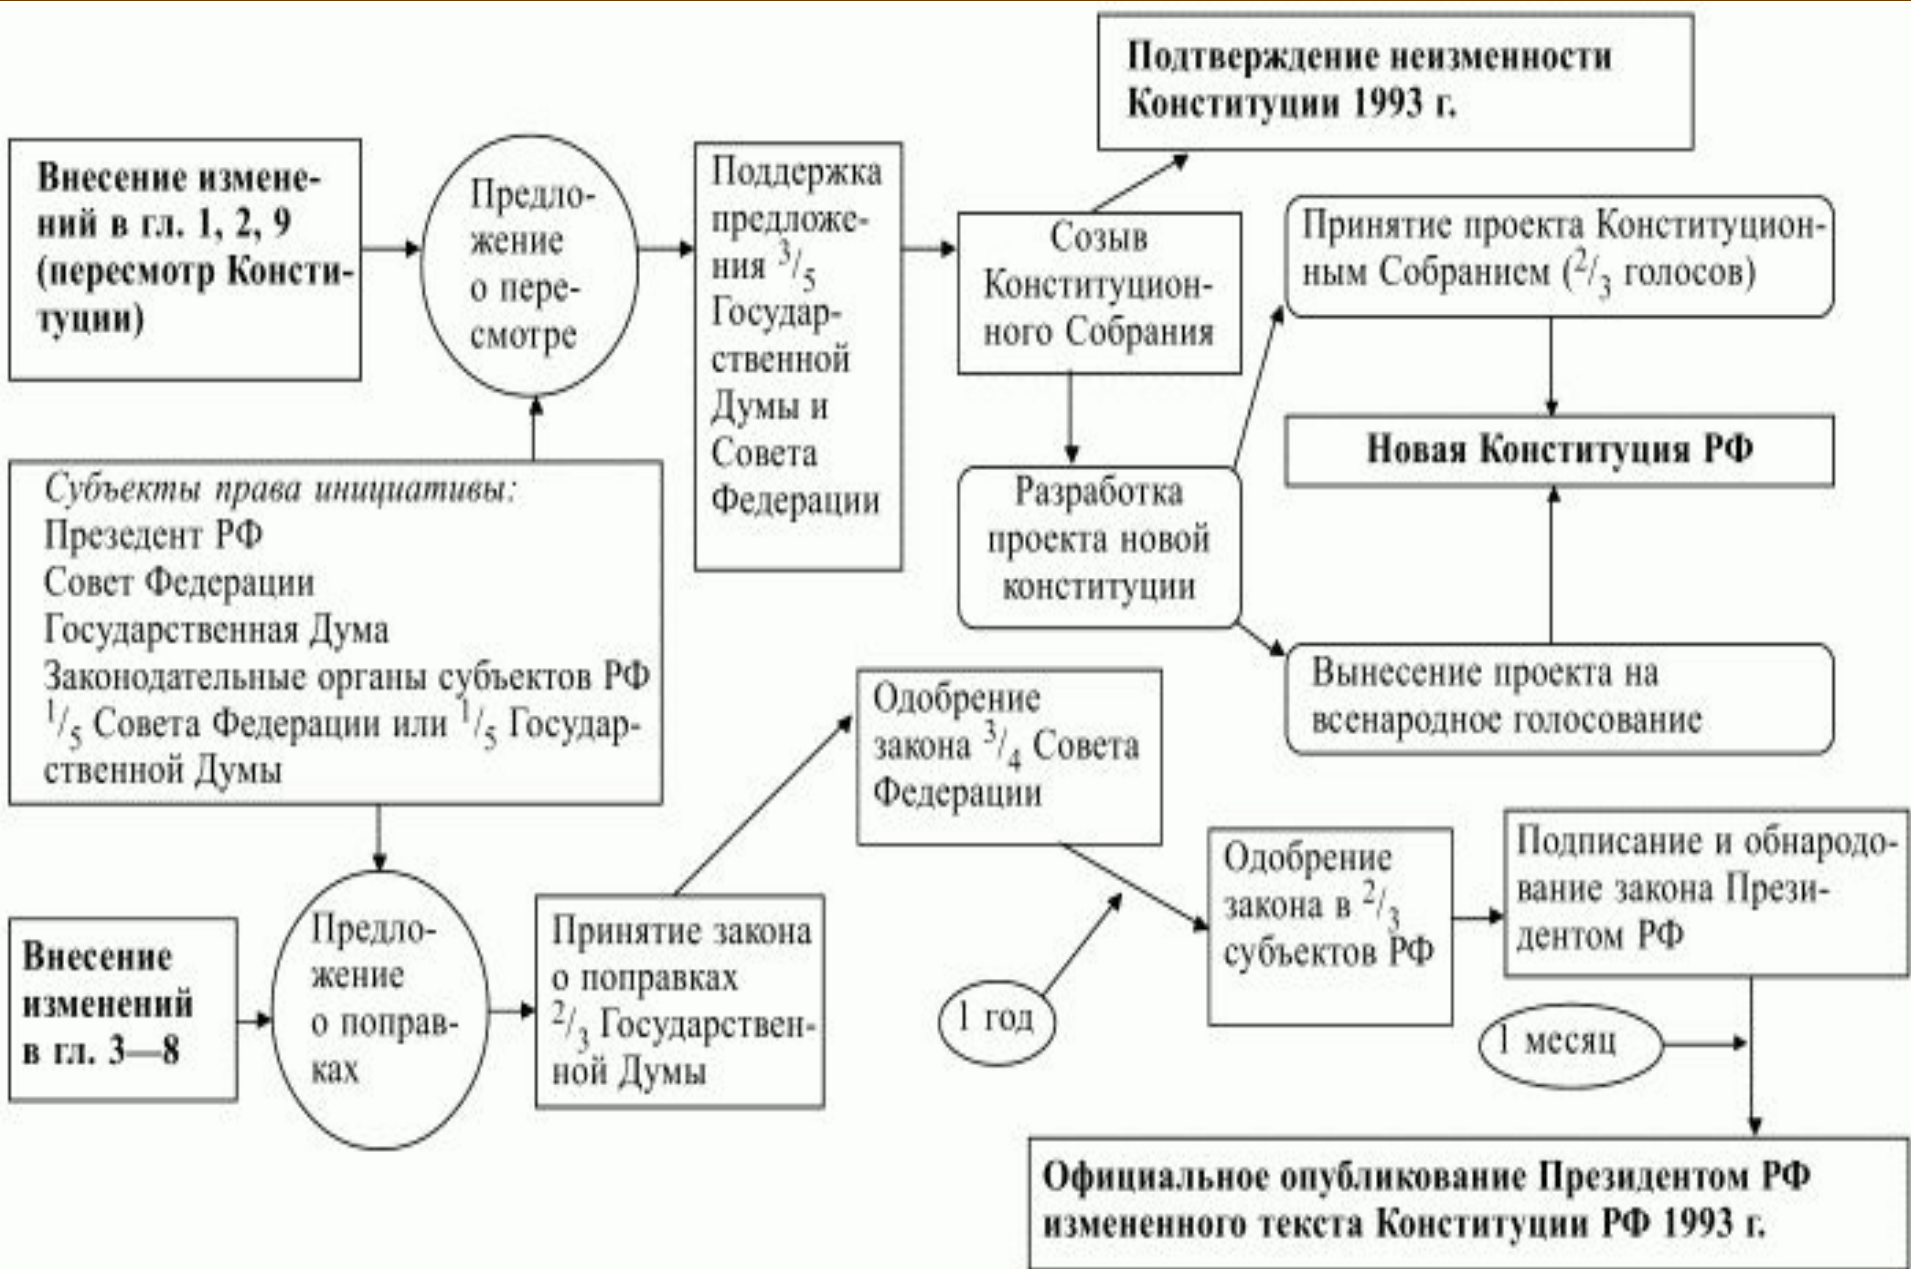 Подтверждение неизменности
Конституции 1993 г.
Внесение измене-
ний в гл. 1, 2, 9
(пересмотр Консти-
туции)
Предло-
жение
о пере-
смотре
Поддержка
предложе-
ния 3/5
Государ-
ственной
Думы и
Совета
Федерации
Созыв
Конституцион-
ного Собрания
Принятие проекта Конституцион-
ным Собранием (2/3 голосов)
Новая Конституция РФ
Разработка
проекта новой
конституции
Вынесение проекта на
всенародное голосование
Субъекты права инициативы:
Презедент РФ
Совет Федерации
Государственная Дума
Законодательные органы субъектов РФ
1/5 Совета Федерации или 1/5 Государ-
ственной Думы
Внесение
изменений
в гл. 3—8
Предло-
жение
о поправ-
ках
Принятие закона
о поправках
2/3 Государствен-
ной Думы
Одобрение
закона 3/4 Совета
Федерации
1 год
Одобрение
закона в 2/3
субъектов РФ
Подписание и обнародо-
вание закона Прези-
дентом РФ
1 месяц
Официальное опубликование Президентом РФ
измененного текста Конституции РФ 1993 г.